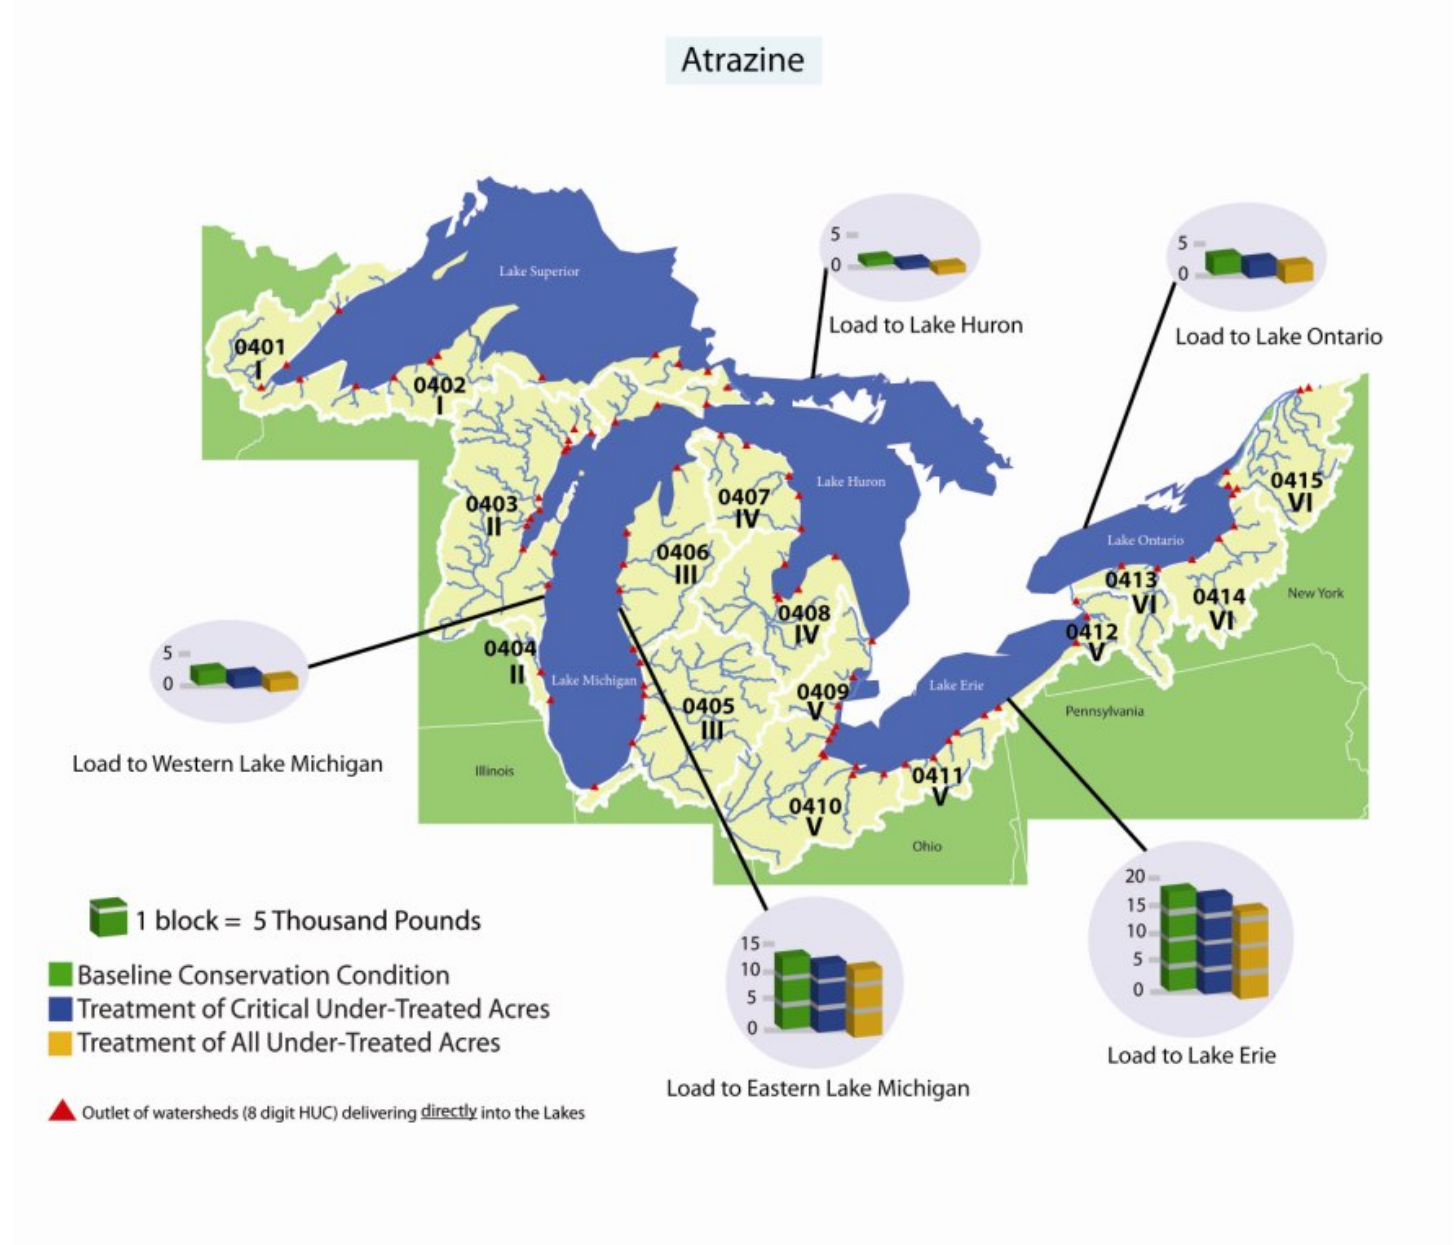 Atrazine
5
0
Load to Lake Huron
5
0
Load to Lake Ontario
Lake Superior
0401
I
0402
I
Lake Huron
0407
IV
0403
II
0406
III
0415
VI
Lake Ontario
0413
VI
0414
VI
New York
0408
IV
0412
V
0404
II
Lake Michigan
0409
V
Lake Erie
0405
III
Pennsylvania
5
0
Load to Western Lake Michigan
Illinois
0411
V
0410
V
Ohio
1 block = 5 Thousand Pounds
Baseline Conservation Condition
Treatment of Critical Under-Treated Acres
Treatment of All Under-Treated Acres
Outlet of watersheds (8 digit HUC) delivering directly into the Lakes
15
10
5
0
Load to Eastern Lake Michigan
20
15
10
5
0
Load to Lake Erie